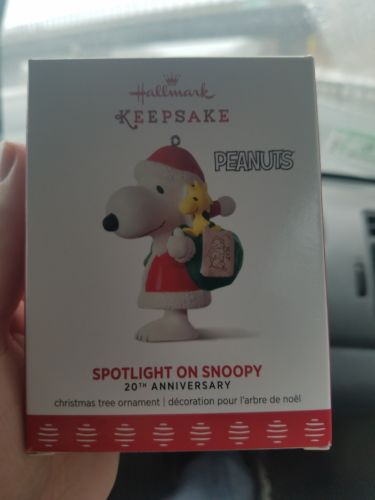 Hallmark
KEEPSAKE
PEANUTS
SPOTLIGHT ON SNOOPY
20TH ANNIVERSARY
christmas tree ornament | décoration pour l'arbre de noël